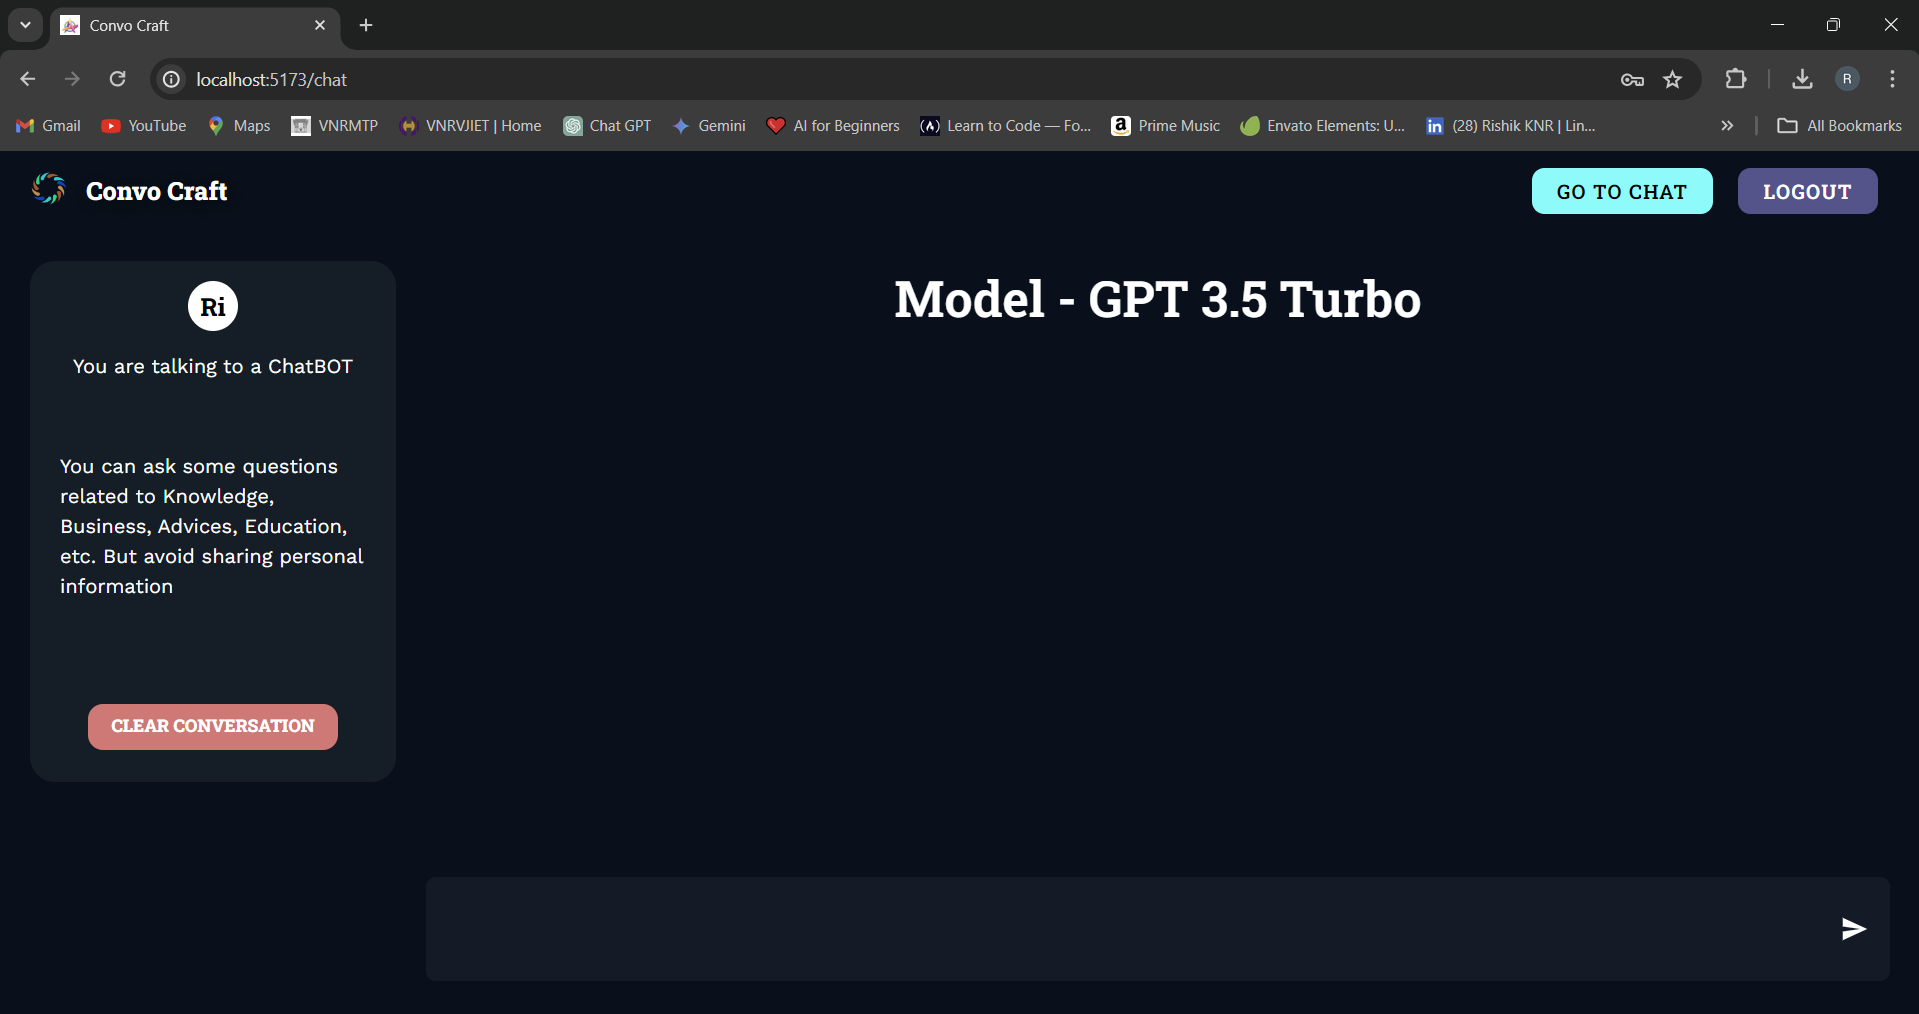 Convo Craft
localhost:5173/chat
R
Gmail YouTube Maps VNRMTP VNRVJIET | Home Chat GPT Gemini AI for Beginners Learn to Code — Fo... Prime Music Envato Elements: U... (28) Rishik KNR | Lin... All Bookmarks
Convo Craft
GO TO CHAT
LOGOUT
Ri
You are talking to a ChatBOT
You can ask some questions
related to Knowledge,
Business, Advices, Education,
etc. But avoid sharing personal
information
CLEAR CONVERSATION
Model - GPT 3.5 Turbo